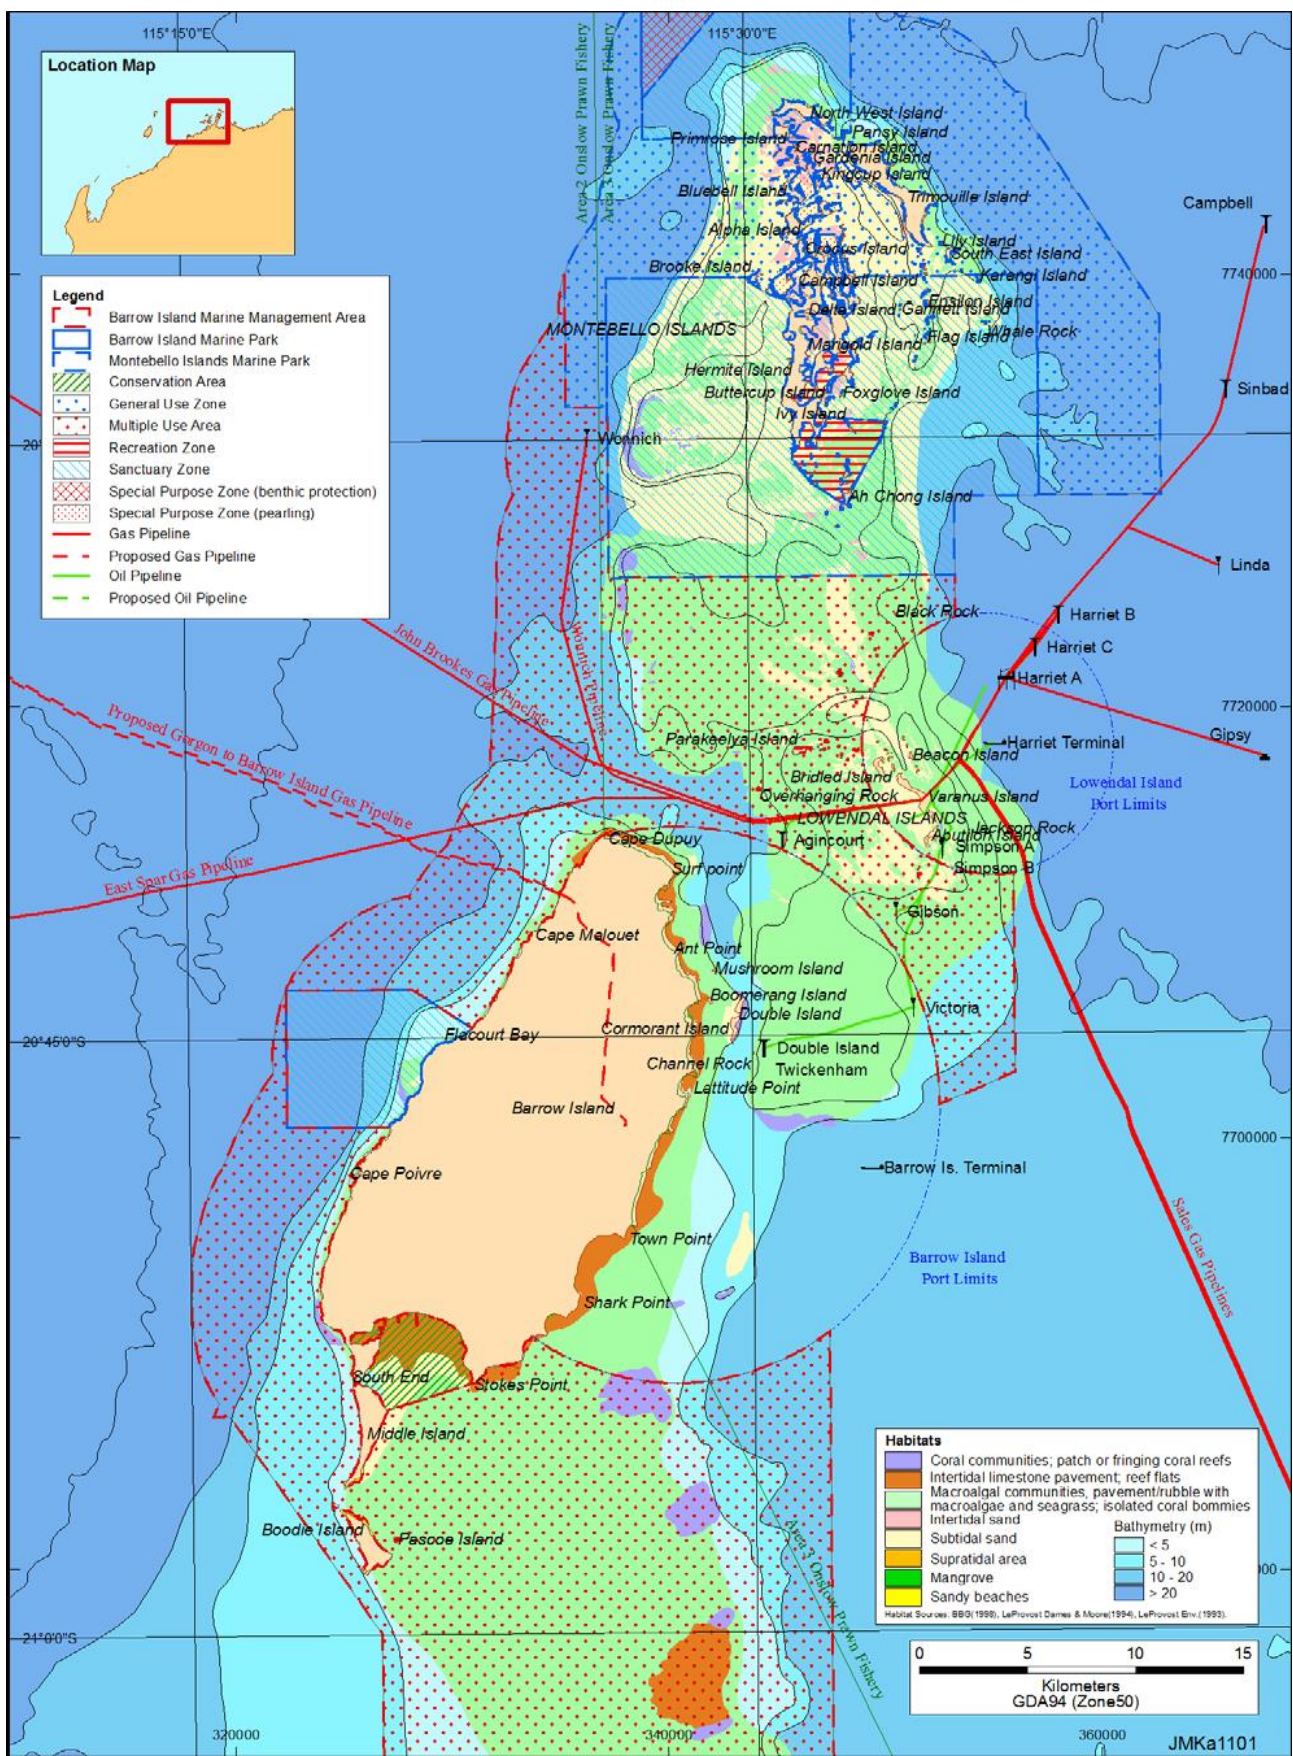 115°15'0"E
115°30'0"E
Location Map
Area 2 Onslow Prawn Fishery
Area 3 Onslow Prawn Fishery
North West Island
Pansy Island
Primrose Island
Carnation Island
Gardenia Island
Kingcup Island
Bluebell Island
Trimouille Island
Campbell
Alpha Island
Crocus Island
Lily Island
South East Island
Brooke Island
Karangi Island
7740000
Campbell Island
Epsilon Island
Delta Island
Gannett Island
MONTEBELLO ISLANDS
Flag Island
Whale Rock
Marigold Island
Hermite Island
Sinbad
Buttercup Island
Foxglove Island
Ivy Island
Wonnich
20°
Ah Chong Island
Legend
Barrow Island Marine Management Area
Barrow Island Marine Park
Montebello Islands Marine Park
Conservation Area
General Use Zone
Multiple Use Area
Recreation Zone
Sanctuary Zone
Special Purpose Zone (benthic protection)
Special Purpose Zone (pearling)
Gas Pipeline
Proposed Gas Pipeline
Oil Pipeline
Proposed Oil Pipeline
Linda
Black Rock
Harriet B
Harriet C
Harriet A
John Brookes Gas Pipeline
Wonnich Pipeline
7720000
Proposed Gorgon to Barrow Island Gas Pipeline
Parakeelya Island
Gipsy
Harriet Terminal
Beacon Island
Bridled Island
Lowendal Island
Port Limits
Overhanging Rock
Varanus Island
LOWENDAL ISLANDS
Jackson Rock
Abutilon Island
Cape Dupuy
Agincourt
Simpson A
East Spar Gas Pipeline
Surf point
Simpson B
Gibson
Cape Malouet
Ant Point
Mushroom Island
Boomerang Island
Double Island
Victoria
Flacourt Bay
Cormorant Island
20°45'0"S
Double Island
Channel Rock
Twickenham
Lattitude Point
Barrow Island
7700000
Cape Poivre
Barrow Is. Terminal
Town Point
Sales Gas Pipelines
Barrow Island
Port Limits
Shark Point
South End
Stokes Point
Middle Island
Boodie Island
Pascoe Island
Area 3 Onslow Prawn Fishery
Habitats
Coral communities; patch or fringing coral reefs
Intertidal limestone pavement; reef flats
Macroalgal communities, pavement/rubble with
macroalgae and seagrass; isolated coral bommies
Intertidal sand
Subtidal sand
Supratidal area
Mangrove
Sandy beaches
Bathymetry (m)
< 5
5 - 10
10 - 20
> 20
Habitat Sources: BBG(1998), LeProvost Dames & Moore(1994), LeProvost Env.(1993).
21°0'0"S
0 5 10 15
Kilometers
GDA94 (Zone50)
320000
340000
360000
JMKa1101